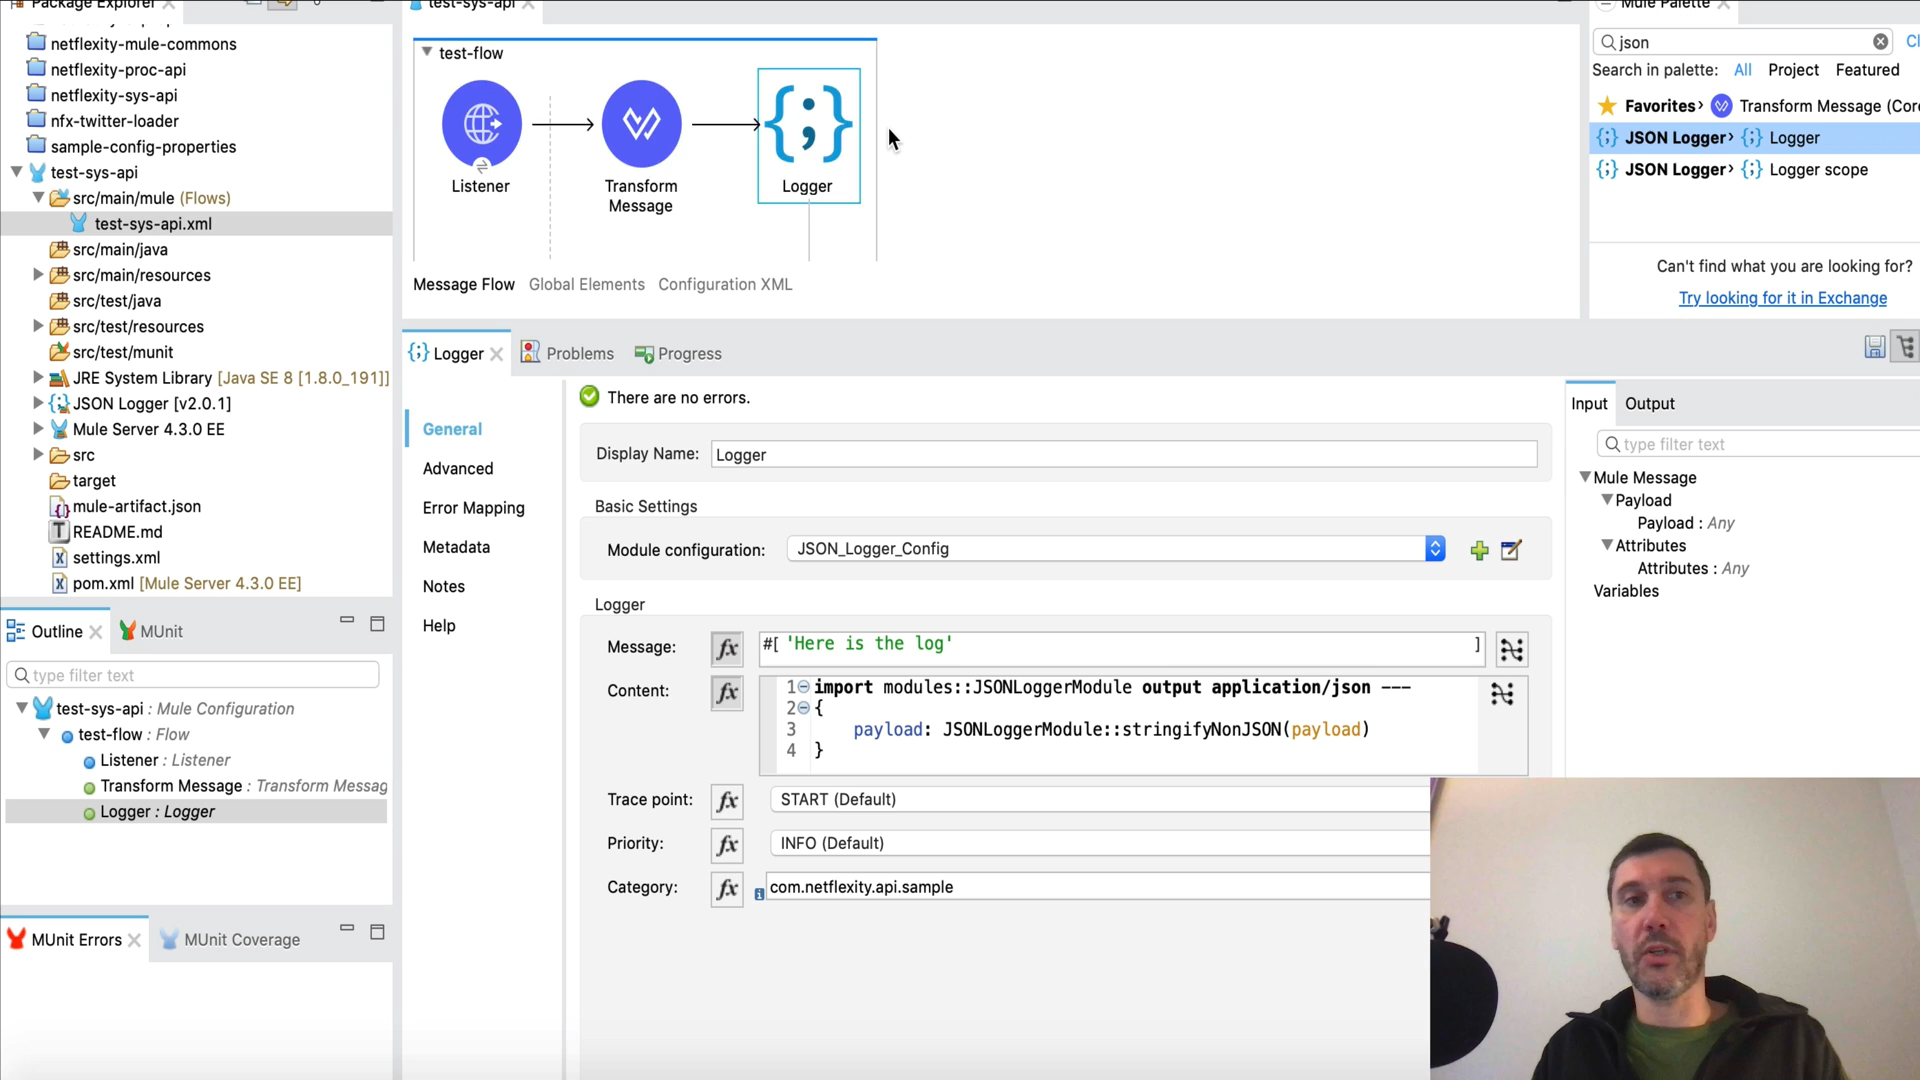 Package Explorer
netflexity-mule-commons
netflexity-proc-api
netflexity-sys-api
nfx-twitter-loader
sample-config-properties
test-sys-api
src/main/mule (Flows)
test-sys-api.xml
src/main/java
src/main/resources
src/test/java
src/test/resources
src/test/munit
JRE System Library [Java SE 8 [1.8.0_191]]
JSON Logger [v2.0.1]
Mule Server 4.3.0 EE
src
target
mule-artifact.json
README.md
settings.xml
pom.xml [Mule Server 4.3.0 EE]
Outline
MUnit
type filter text
test-sys-api : Mule Configuration
test-flow : Flow
Listener : Listener
Transform Message : Transform Messag
Logger : Logger
MUnit Errors
MUnit Coverage
test-sys-api
test-flow
Listener
Transform
Message
Logger
Message Flow Global Elements Configuration XML
Mule Palette
json
Cl
Search in palette: All Project Featured
Favorites› Transform Message (Core
JSON Logger› Logger
JSON Logger› Logger scope
Can't find what you are looking for?
Try looking for it in Exchange
Logger
Problems
Progress
General
Advanced
Error Mapping
Metadata
Notes
Help
There are no errors.
Display Name: Logger
Basic Settings
Module configuration: JSON_Logger_Config
Logger
Message: fx #[ 'Here is the log' ]
Content: fx
1 import modules::JSONLoggerModule output application/json ---
2 {
3 payload: JSONLoggerModule::stringifyNonJSON(payload)
4 }
Trace point: fx START (Default)
Priority: fx INFO (Default)
Category: fx com.netflexity.api.sample
Input Output
type filter text
Mule Message
Payload
Payload : Any
Attributes
Attributes : Any
Variables